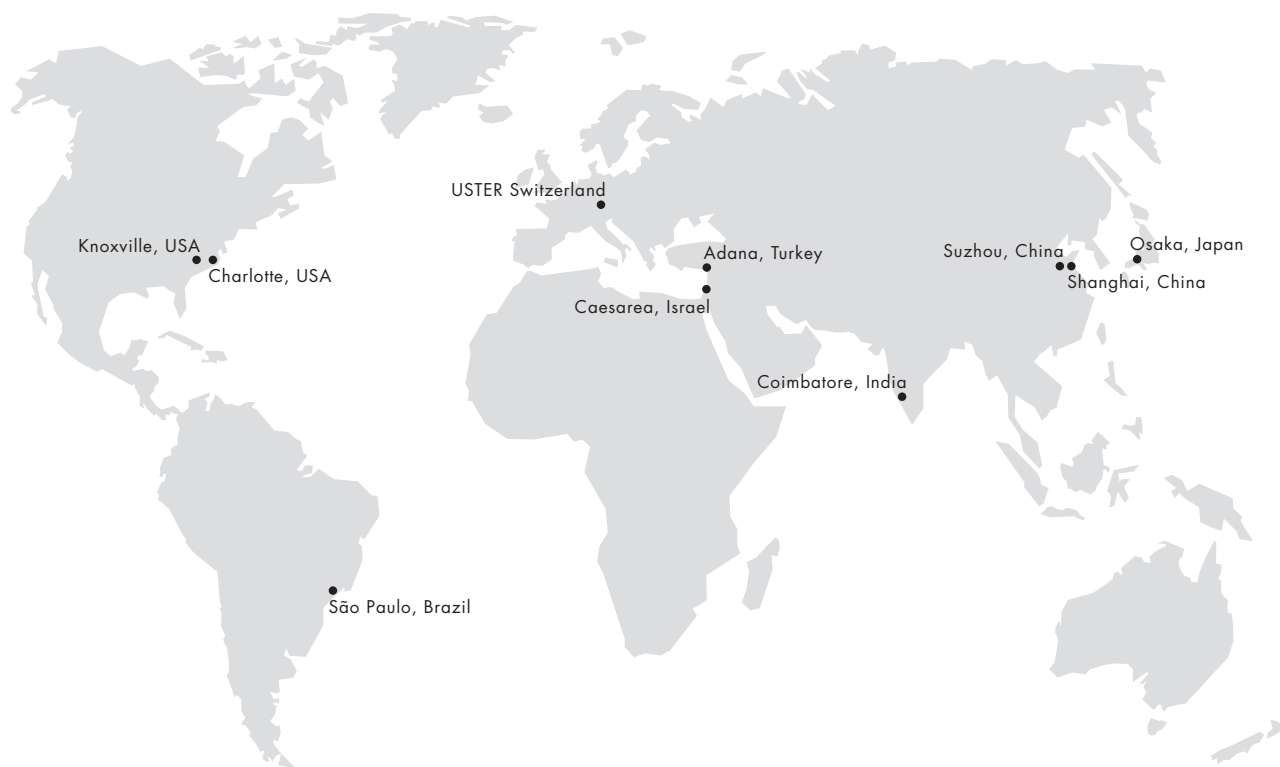 USTER Switzerland
Knoxville, USA
Charlotte, USA
Adana, Turkey
Caesarea, Israel
Suzhou, China
Osaka, Japan
Shanghai, China
Coimbatore, India
São Paulo, Brazil